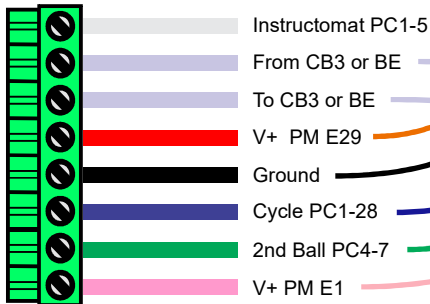 Instructomat PC1-5
From CB3 or BE
To CB3 or BE
V+ PM E29
Ground
Cycle PC1-28
2nd Ball PC4-7
V+ PM E1